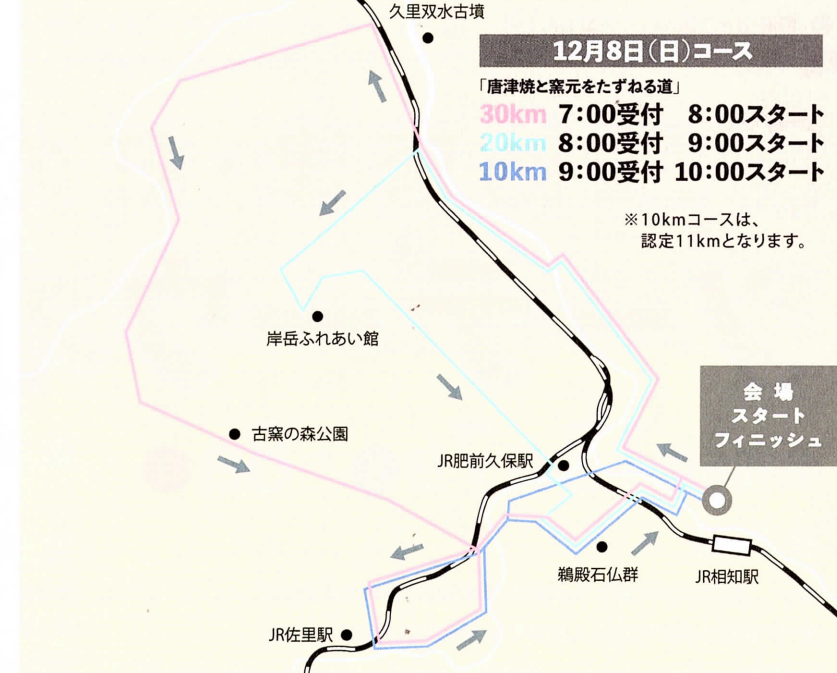 久里双水古墳
12月8日(日)コース
「唐津焼と窯元をたずねる道」
30km 7:00受付 8:00スタート
20km 8:00受付 9:00スタート
10km 9:00受付 10:00スタート
※10kmコースは、
認定11kmとなります。
岸岳ふれあい館
会場
スタート
フィニッシュ
古窯の森公園
JR肥前久保駅
鵜殿石仏群
JR相知駅
JR佐里駅